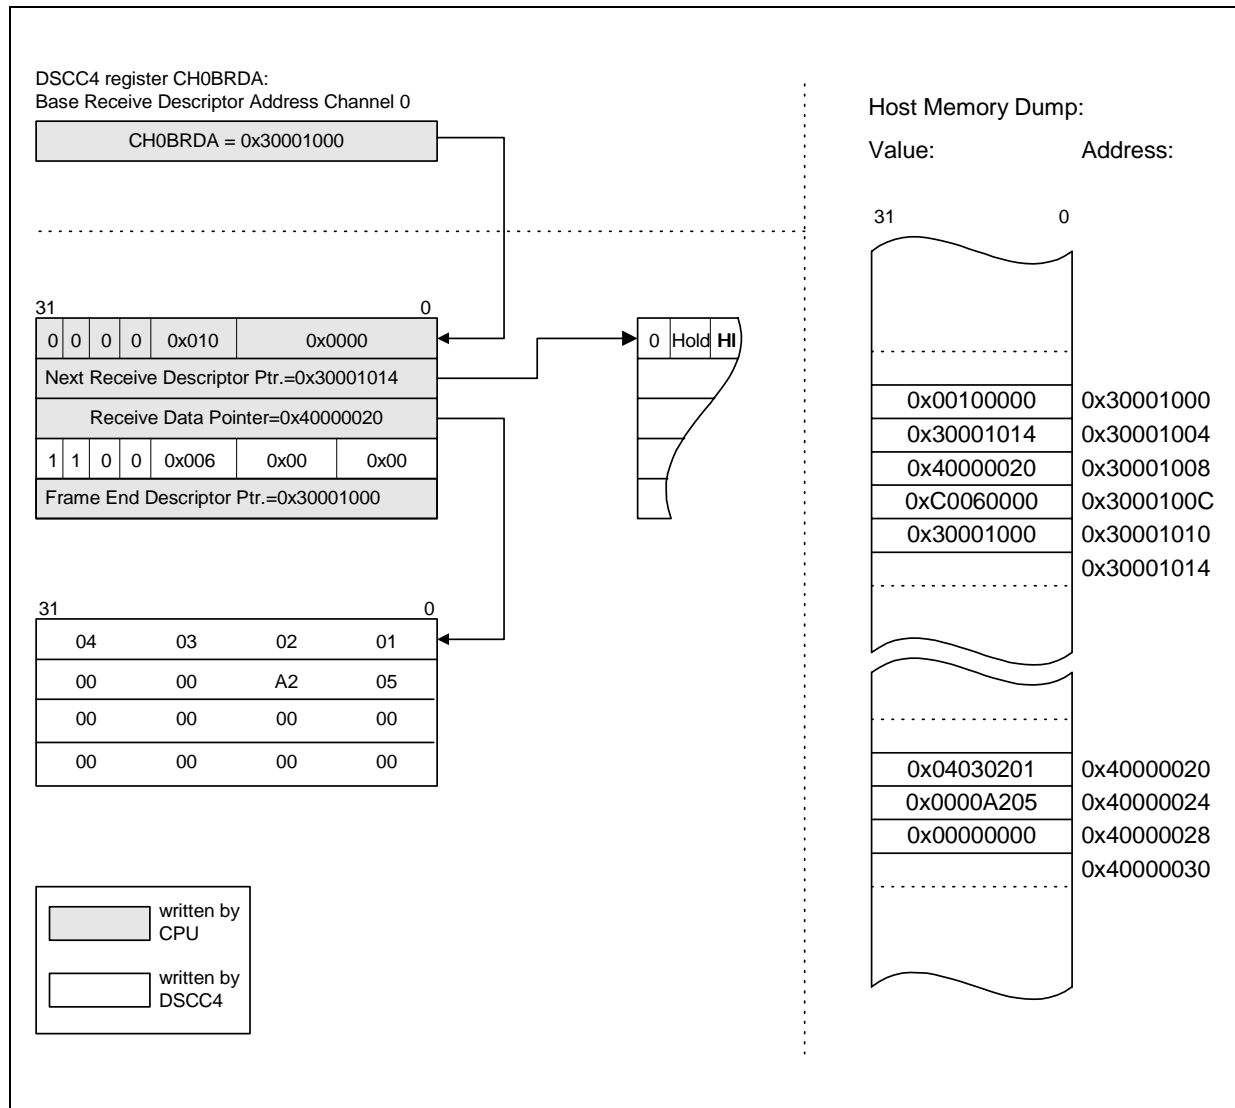 DSCC4 register CH0BRDA:
Base Receive Descriptor Address Channel 0
CH0BRDA = 0x30001000
31 0
0 0 0 0 0x010 0x0000
Next Receive Descriptor Ptr.=0x30001014
Receive Data Pointer=0x40000020
1 1 0 0 0x006 0x00 0x00
Frame End Descriptor Ptr.=0x30001000
0 Hold HI
31 0
04 03 02 01
00 00 A2 05
00 00 00 00
00 00 00 00
written by
CPU
written by
DSCC4
Host Memory Dump:
Value: Address:
31 0
0x00100000 0x30001000
0x30001014 0x30001004
0x40000020 0x30001008
0xC0060000 0x3000100C
0x30001000 0x30001010
0x30001014
0x04030201 0x40000020
0x0000A205 0x40000024
0x00000000 0x40000028
0x40000030